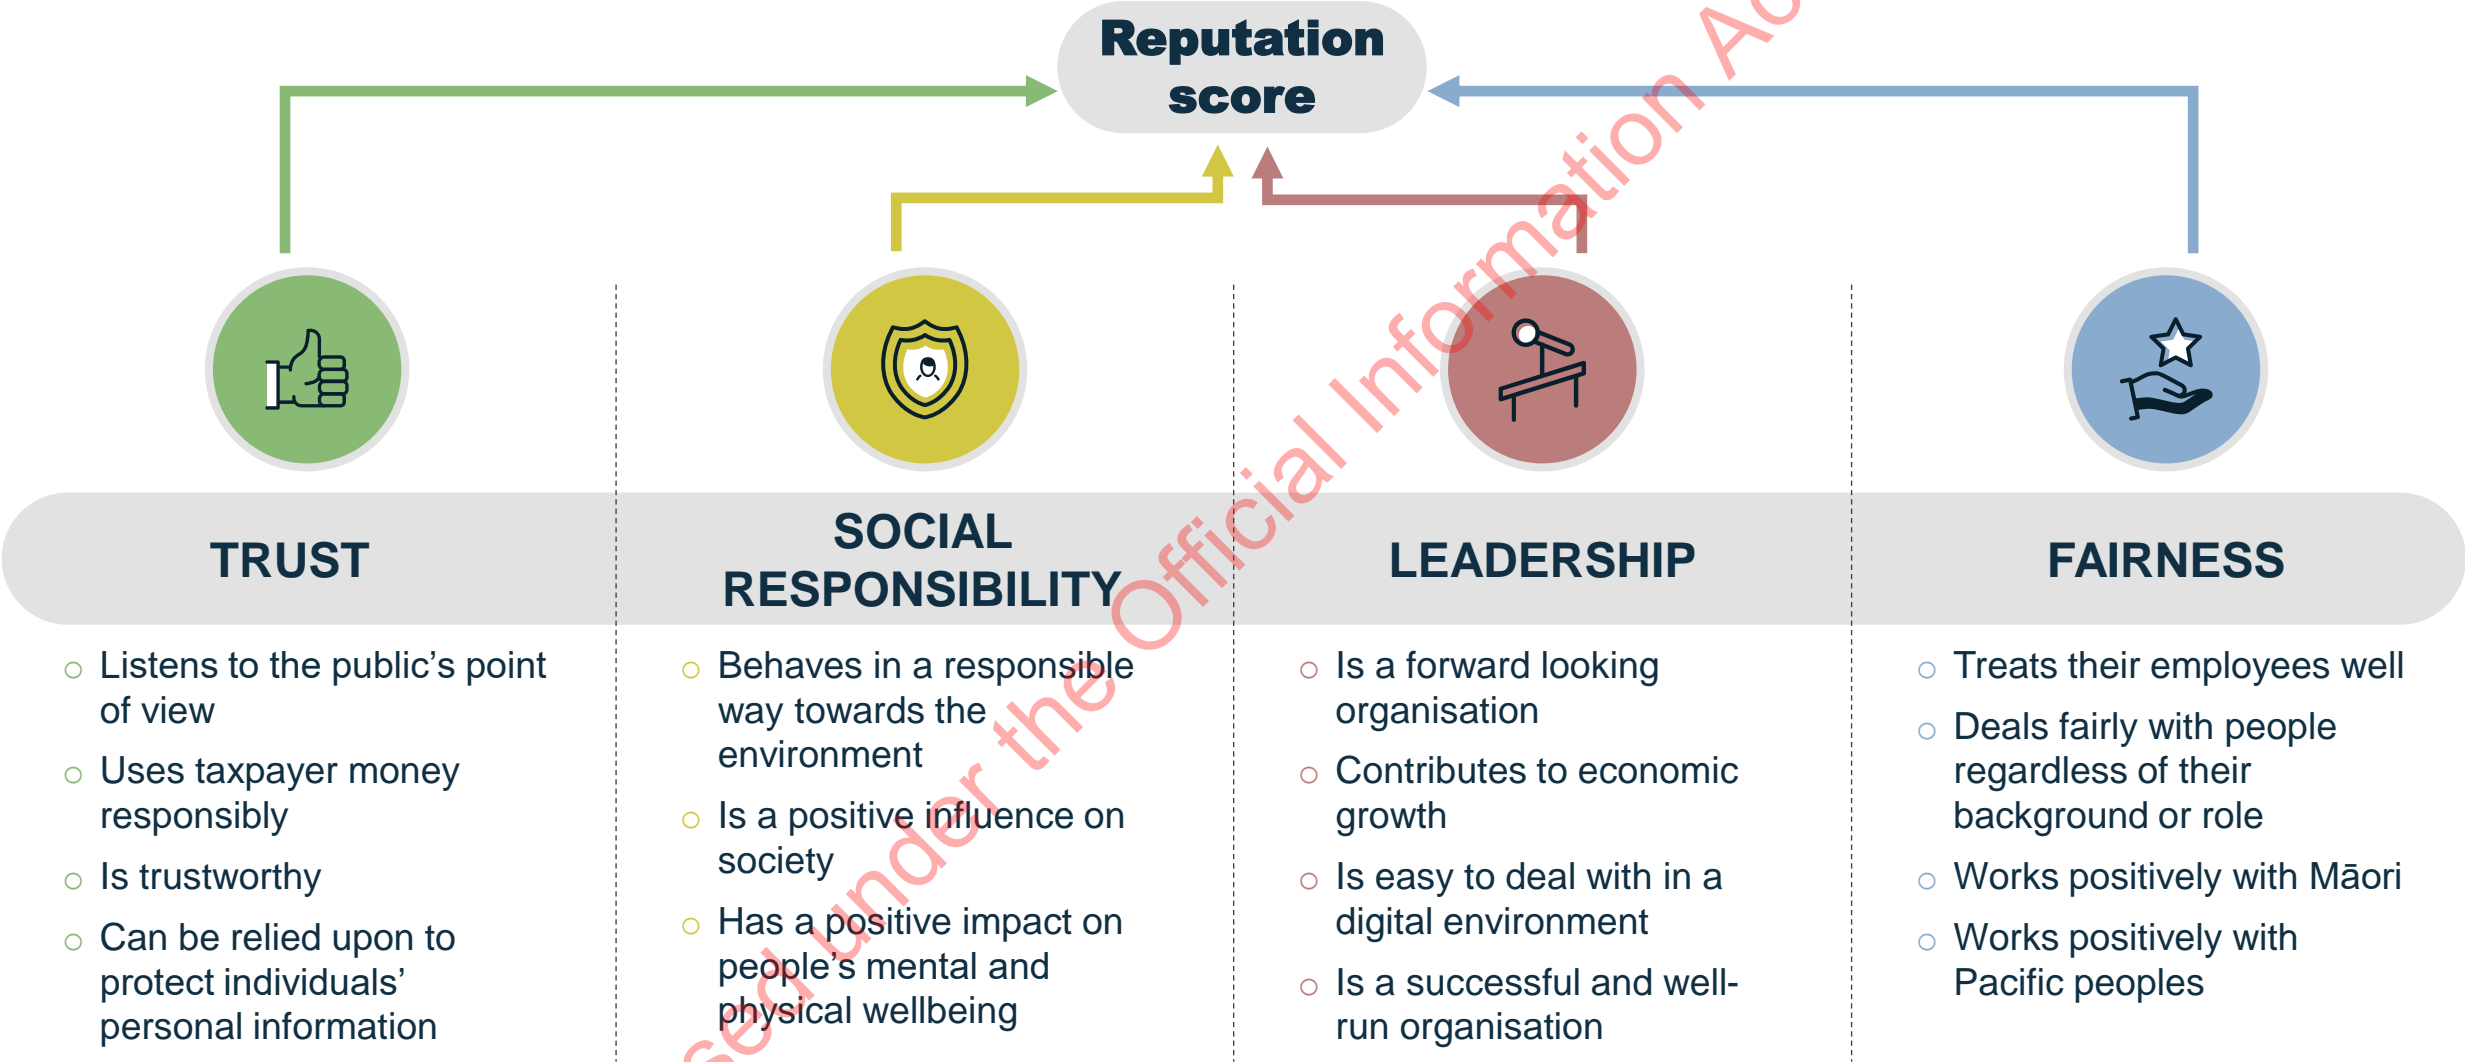 Reputation
score
TRUST
SOCIAL
RESPONSIBILITY
LEADERSHIP
FAIRNESS
Listens to the public’s point
of view
Uses taxpayer money
responsibly
Is trustworthy
Can be relied upon to
protect individuals’
personal information
Behaves in a responsible
way towards the
environment
Is a positive influence on
society
Has a positive impact on
people’s mental and
physical wellbeing
Is a forward looking
organisation
Contributes to economic
growth
Is easy to deal with in a
digital environment
Is a successful and well-
run organisation
Treats their employees well
Deals fairly with people
regardless of their
background or role
Works positively with Māori
Works positively with
Pacific peoples
sed under the Official Information Ac